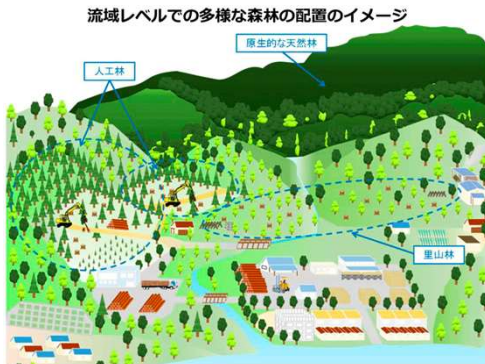 流域レベルでの多様な森林の配置のイメージ
原生的な天然林
人工林
里山林